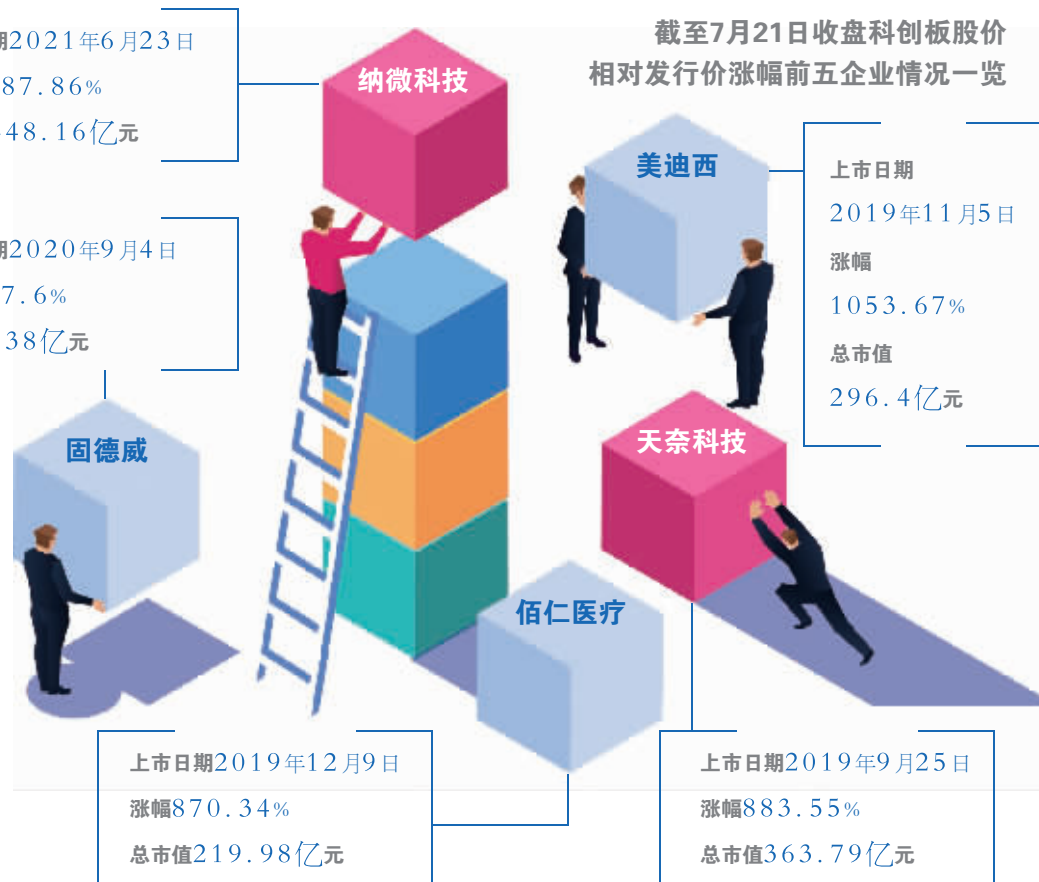 截至7月21日收盘科创板股价
相对发行价涨幅前五企业情况一览
期2021年6月23日
87.86%
48.16亿元
纳微科技
美迪西
上市日期
2019年11月5日
涨幅
1053.67%
总市值
296.4亿元
期2020年9月4日
7.6%
38亿元
固德威
天奈科技
佰仁医疗
上市日期2019年12月9日
涨幅870.34%
总市值219.98亿元
上市日期2019年9月25日
涨幅883.55%
总市值363.79亿元